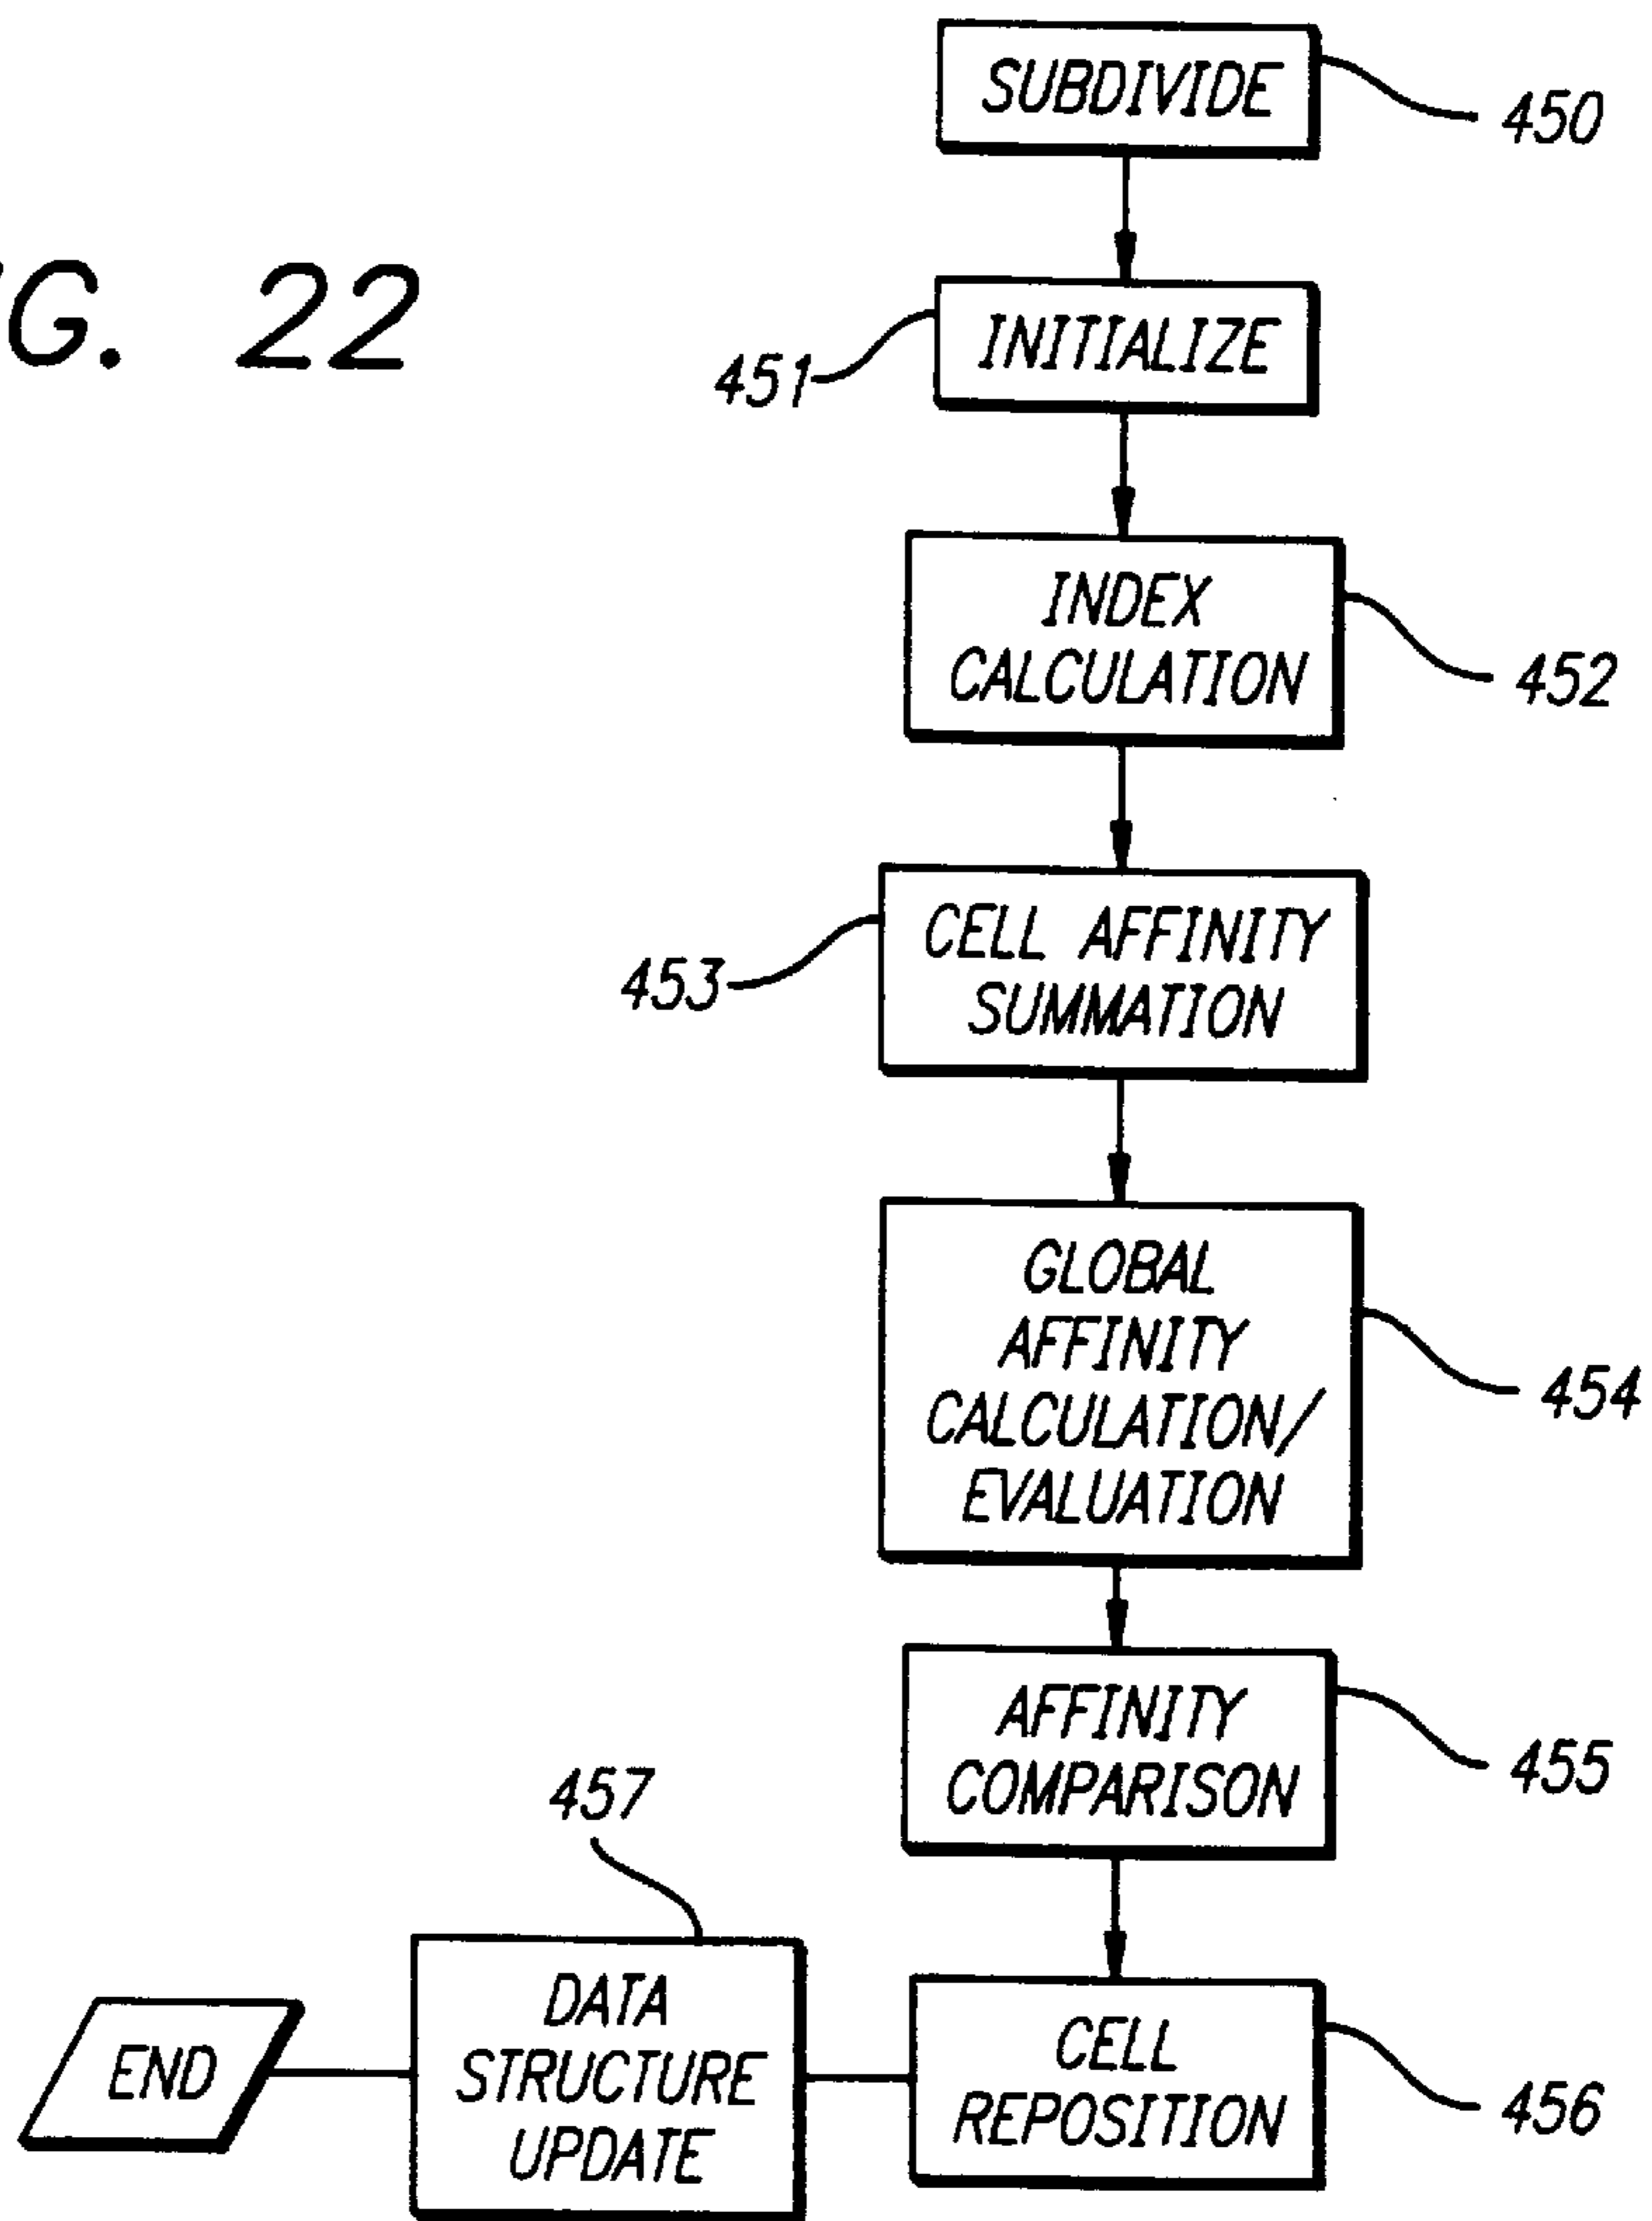 SUBDIVIDE
450
G. 22
INITIALIZE
451
INDEX
CALCULATION
452
CELL AFFINITY
SUMMATION
453
GLOBAL
AFFINITY
CALCULATION/
EVALUATION
454
AFFINITY
COMPARISON
455
457
DATA
STRUCTURE
UPDATE
END
CELL
REPOSITION
456